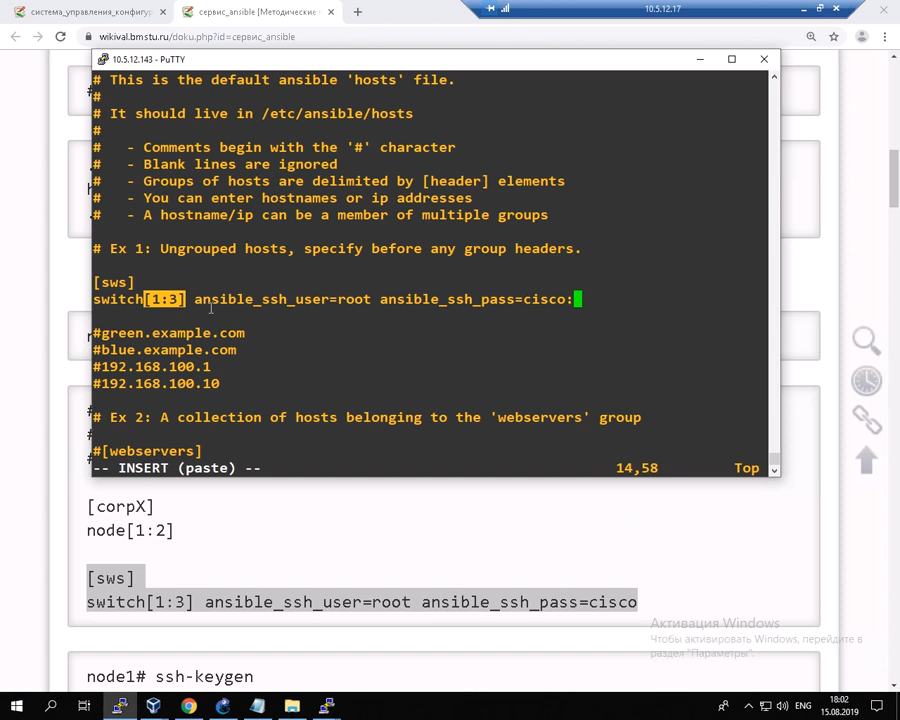 система_управления_конфигур
сервис_ansible [Методические
10.5.12.17
wikival.bmstu.ru/doku.php?id=сервис_ansible
10.5.12.143 - PuTTY
# This is the default ansible 'hosts' file.
#
# It should live in /etc/ansible/hosts
#
#   - Comments begin with the '#' character
#   - Blank lines are ignored
#   - Groups of hosts are delimited by [header] elements
#   - You can enter hostnames or ip addresses
#   - A hostname/ip can be a member of multiple groups
# Ex 1: Ungrouped hosts, specify before any group headers.
[sws]
switch[1:3] ansible_ssh_user=root ansible_ssh_pass=cisco:
#green.example.com
#blue.example.com
#192.168.100.1
#192.168.100.10
# Ex 2: A collection of hosts belonging to the 'webservers' group
#[webservers]
-- INSERT (paste) -- 14,58 Top
[corpX]
node[1:2]
[sws]
switch[1:3] ansible_ssh_user=root ansible_ssh_pass=cisco
Активация Windows
Чтобы активировать Windows, перейдите в
раздел "Параметры".
node1# ssh-keygen
ENG
18:02
15.08.2019